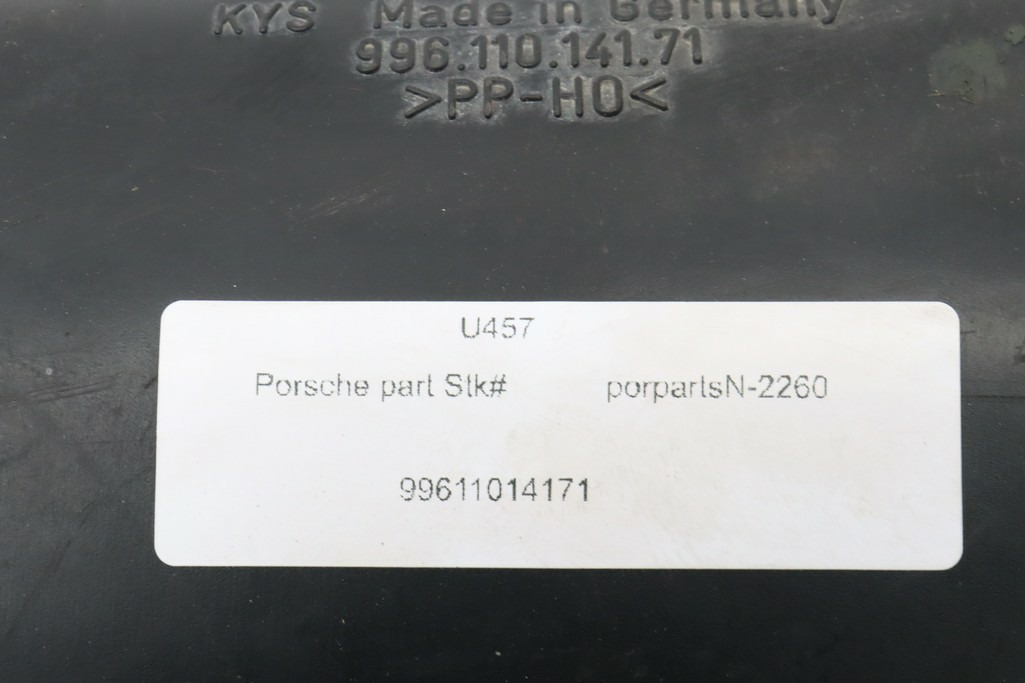 KYS Made in Germany
996.110.141.71
>PP-HO<
U457
Porsche part Stk# porpartsN-2260
99611014171